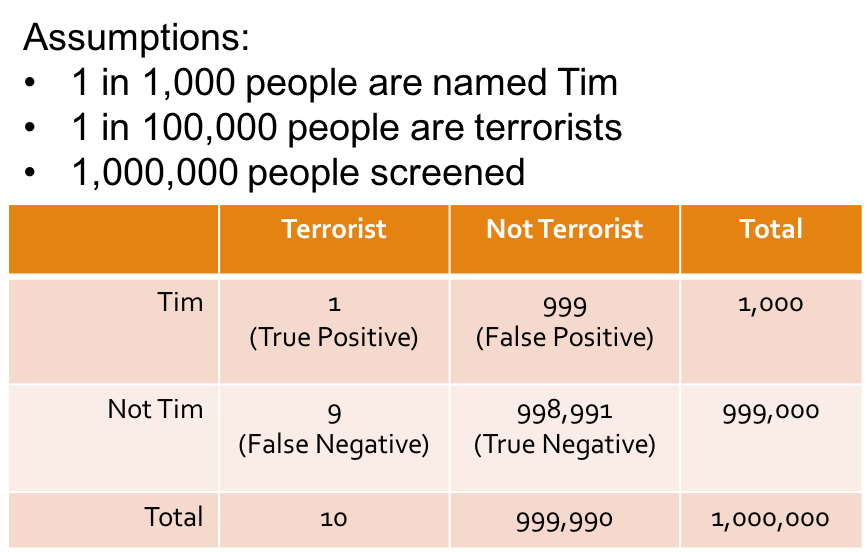 Assumptions:
• 1 in 1,000 people are named Tim
• 1 in 100,000 people are terrorists
• 1,000,000 people screened
Terrorist Not Terrorist Total
Tim 1 999 1,000
(True Positive) (False Positive)
Not Tim 9 998,991 999,000
(False Negative) (True Negative)
Total 10 999,990 1,000,000